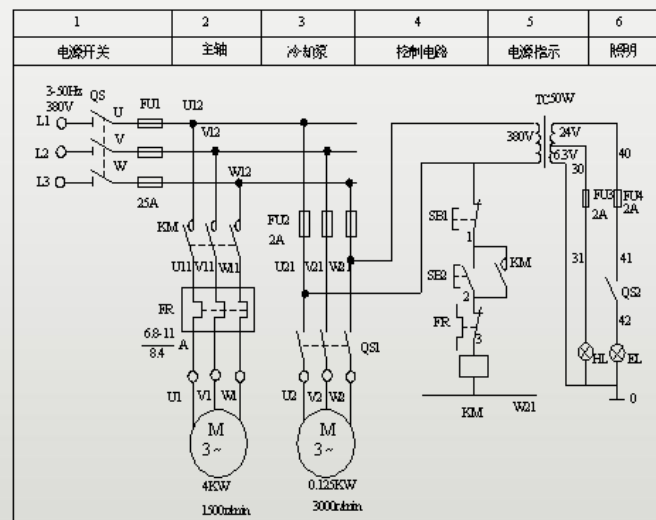 1 2 3 4 5 6
电源开关 主轴 冷却泵 控制电路 电源指示 照明
3-50Hz QS
380V
TC50W
FU1
U U12
L1
V V12
380V 24V
L2
6.3V 40
W W12
L3
30
25A
FU2
2A
FU3 FU4
2A 2A
SB1
KM
1
U11 V11 W11
U21 V21 W21
SB2 KM
31 41
QS2
2
FR
FR
42
3
6.8-11
8.4 A
QS1
HL EL
U1 V1 W1
U2 V2 W2
0
KM W21
M M
3~ 3~
4KW 0.125KW
1500r/min 3000r/min